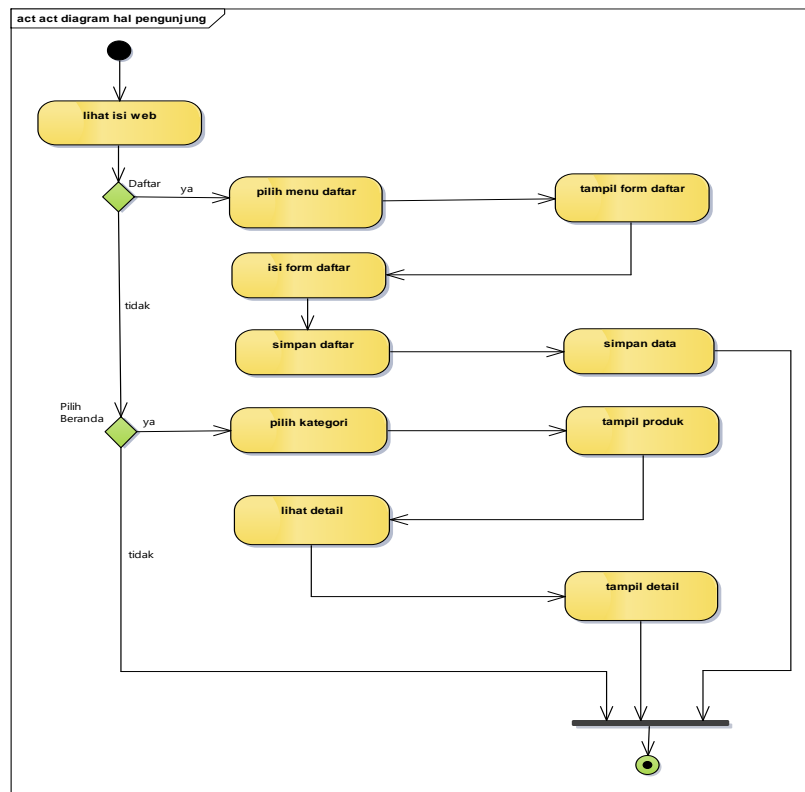 act act diagram hal pengunjung
lihat isi web
Daftar
ya
pilih menu daftar
tampil form daftar
isi form daftar
tidak
simpan daftar
simpan data
Pilih
Beranda
ya
pilih kategori
tampil produk
lihat detail
tidak
tampil detail